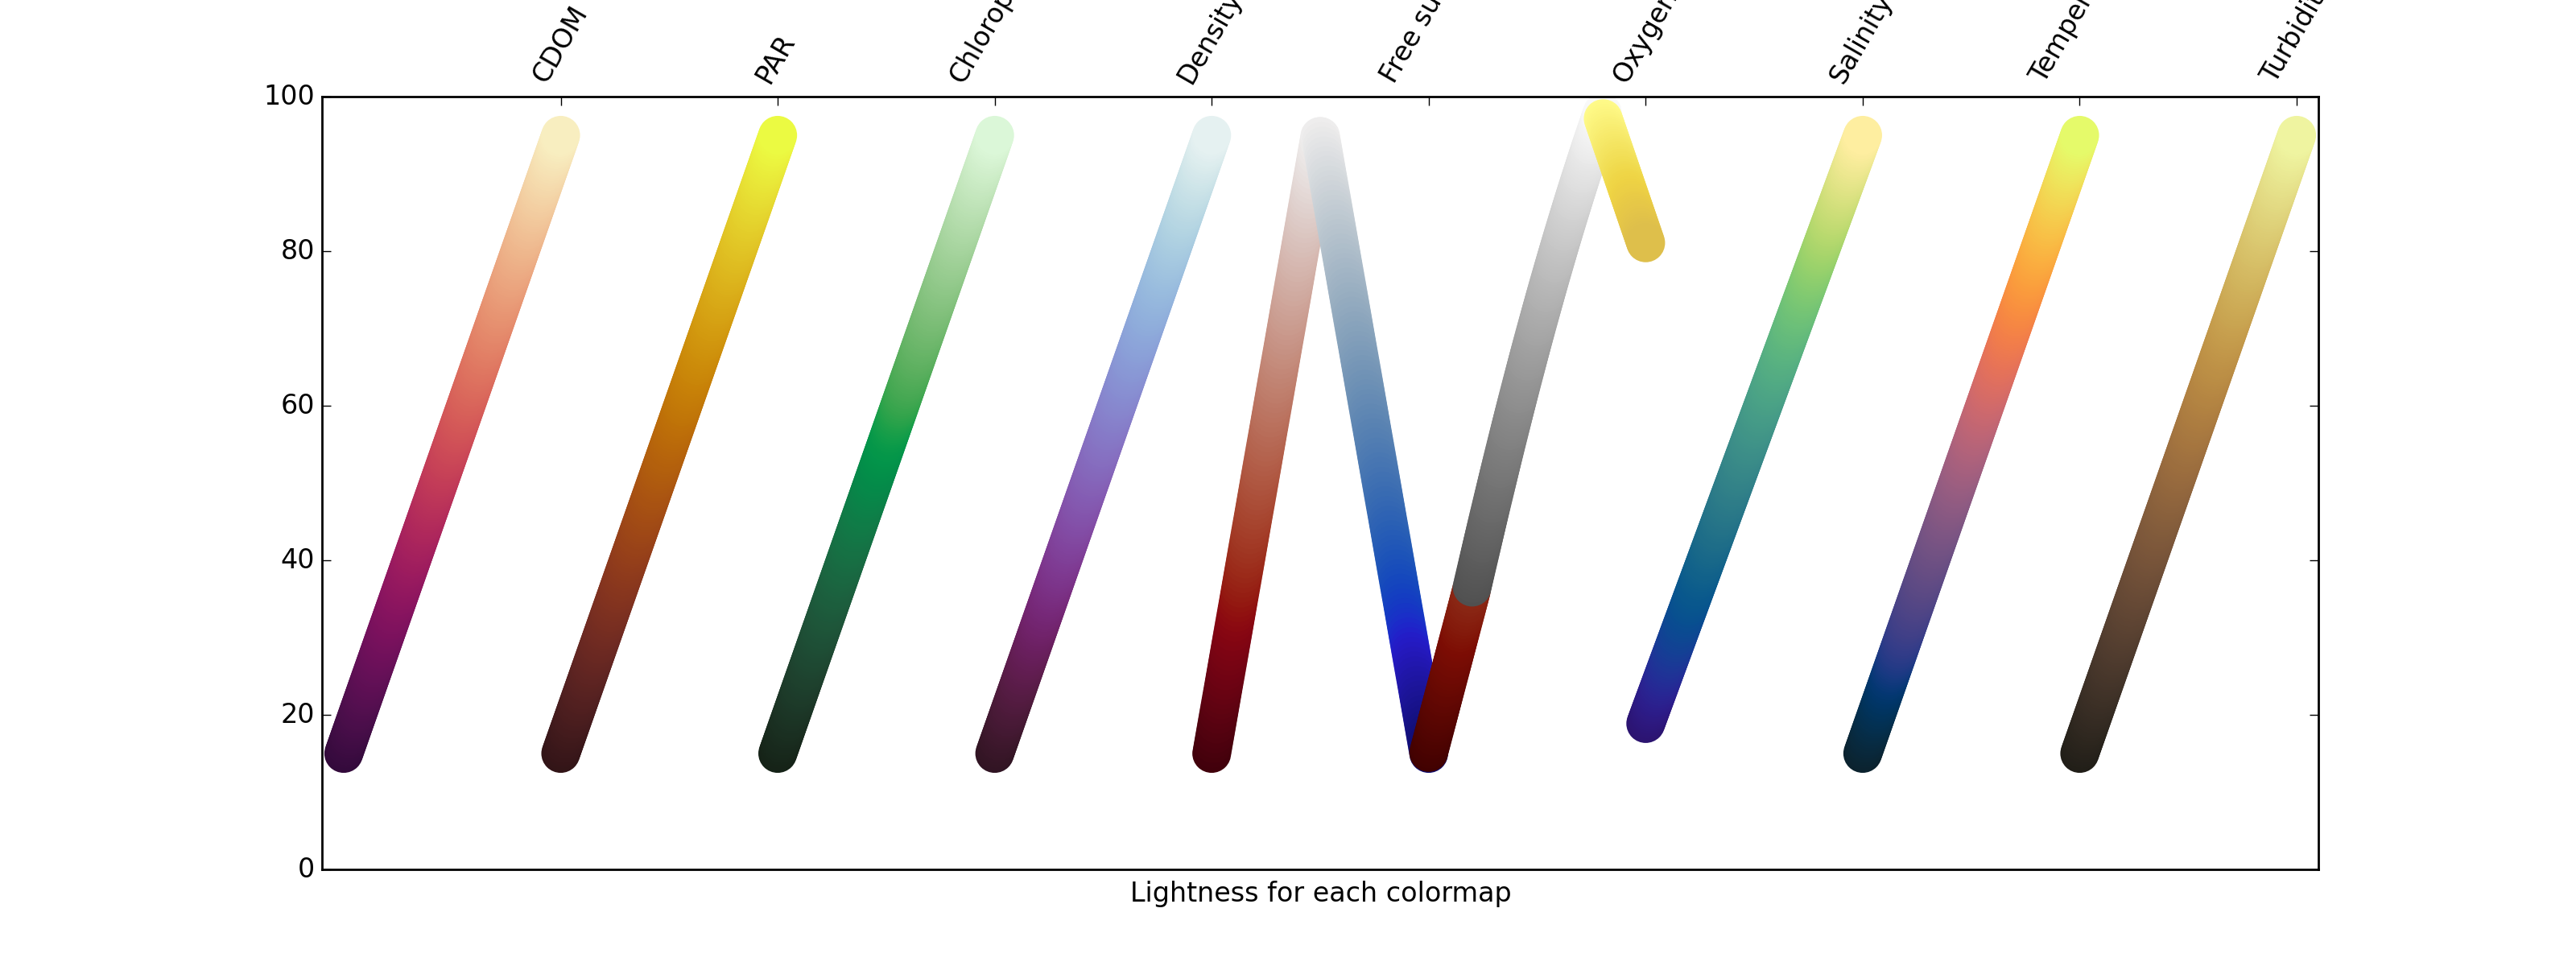 CDOM
PAR
Chlorop
Density
Free su
Oxygen
Salinity
Temper
Turbidit
100
80
60
40
20
0
Lightness for each colormap